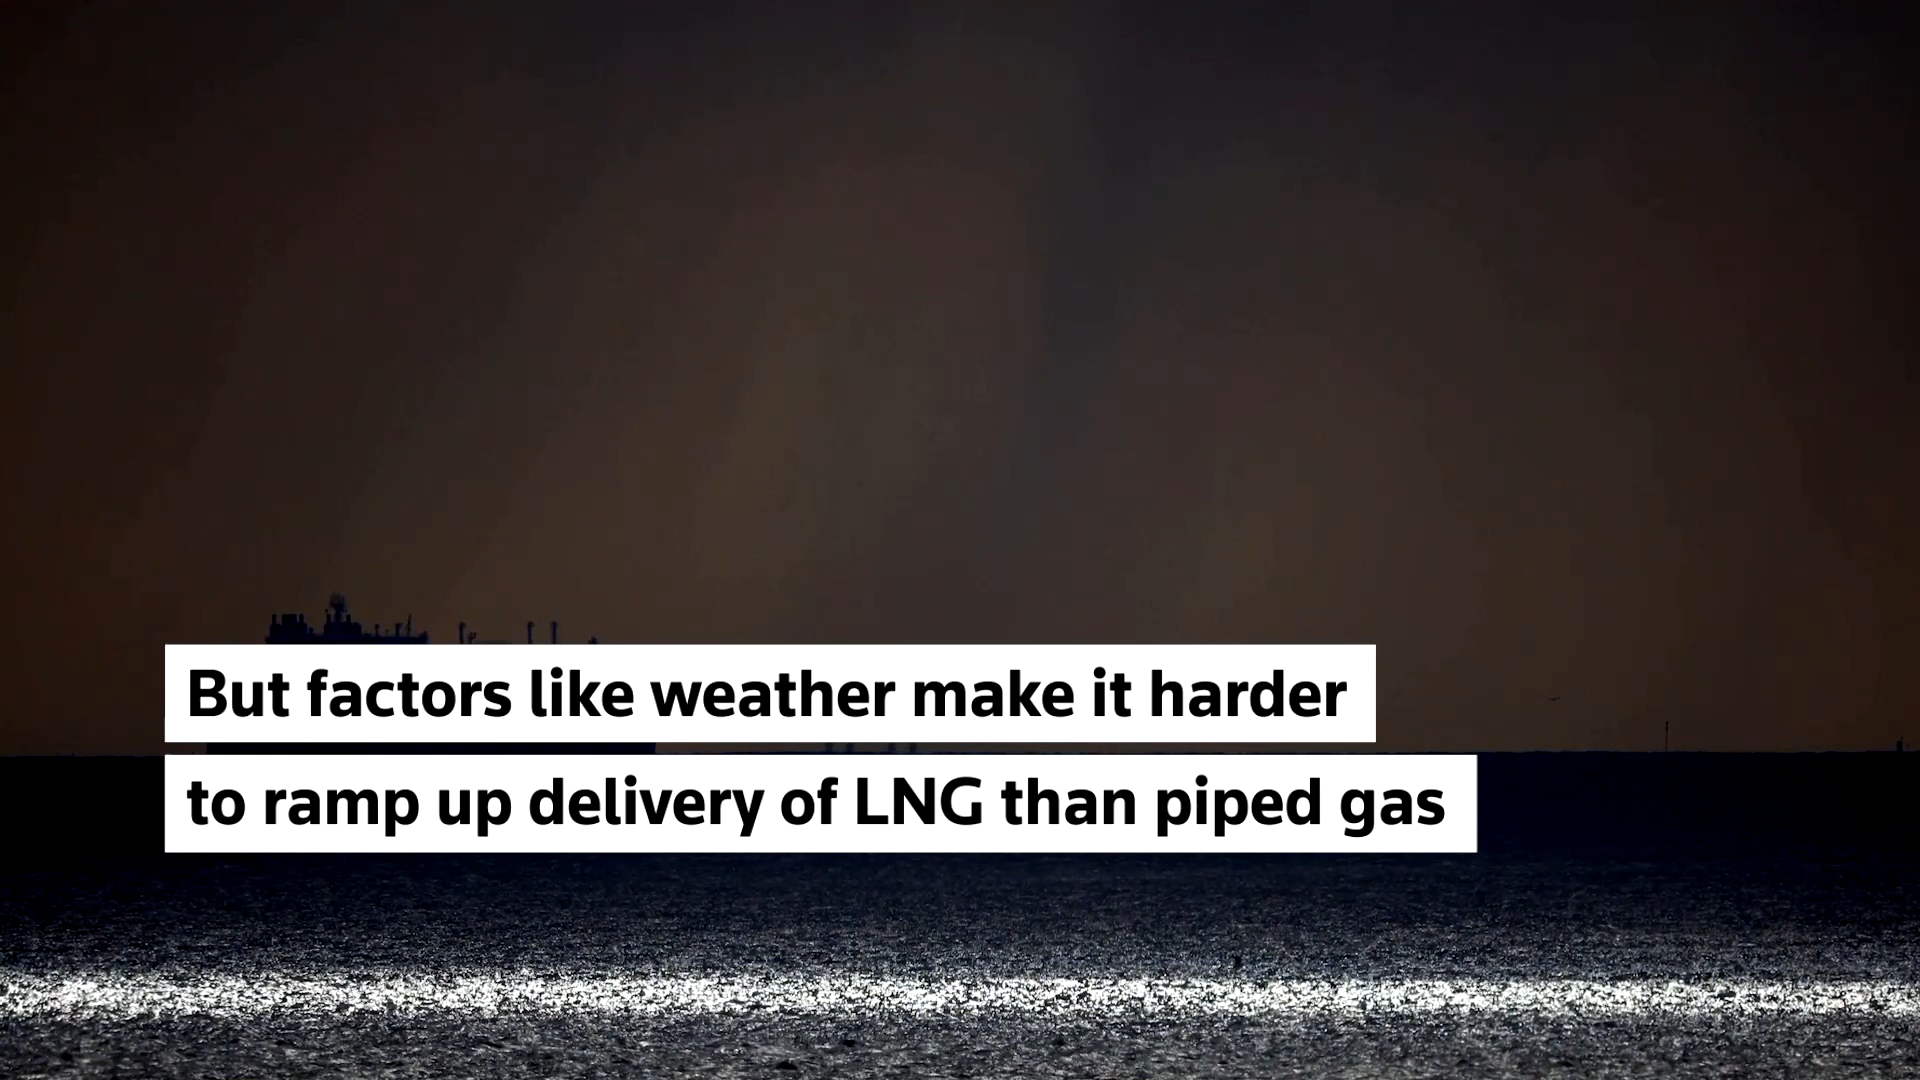 But factors like weather make it harder
to ramp up delivery of LNG than piped gas